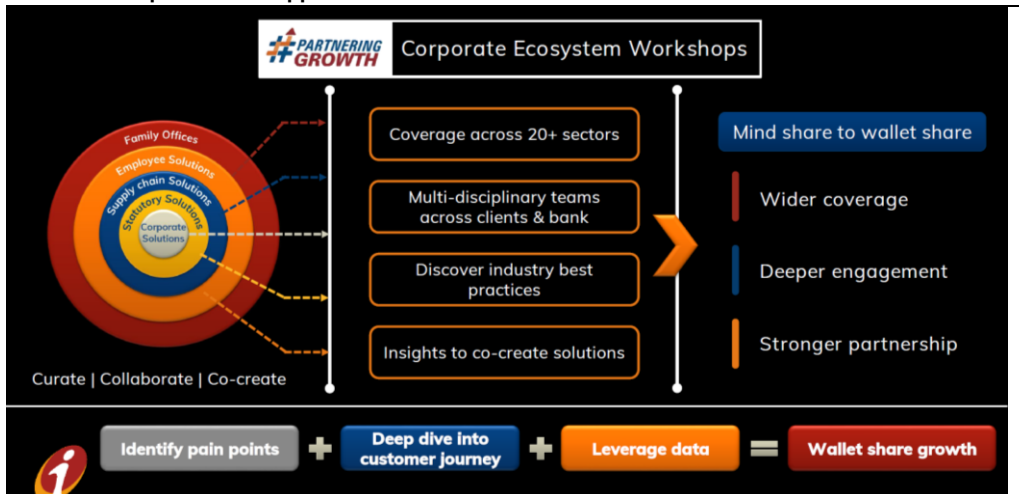 #PARTNERING
GROWTH
Corporate Ecosystem Workshops
Family Offices
Employee Solutions
Supply chain Solutions
Statutory Solutions
Corporate
Solutions
Curate | Collaborate | Co-create
Coverage across 20+ sectors
Multi-disciplinary teams
across clients & bank
Discover industry best
practices
Insights to co-create solutions
Mind share to wallet share
Wider coverage
Deeper engagement
Stronger partnership
Identify pain points
+
Deep dive into
customer journey
+
Leverage data
=
Wallet share growth